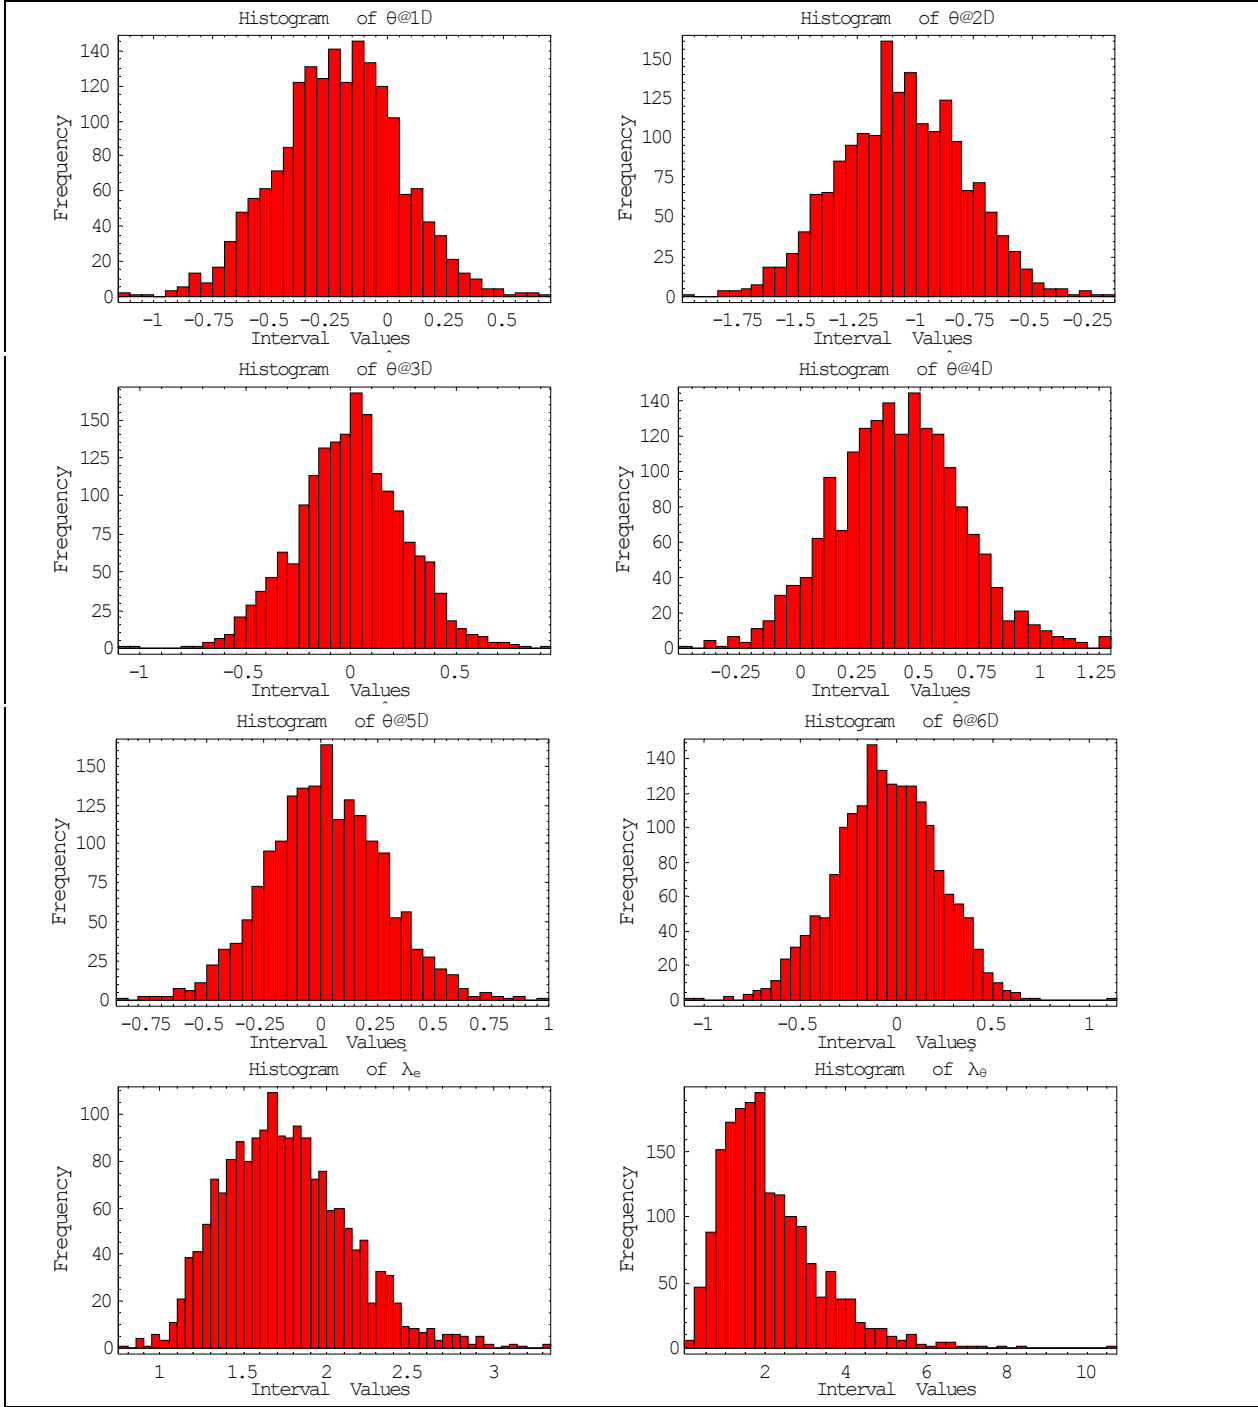 Histogram of θ@1D
Frequency
140
120
100
80
60
40
20
0
-1 -0.75 -0.5 -0.25 0 0.25 0.5
Interval Values
Histogram of θ@2D
Frequency
150
125
100
75
50
25
0
-1.75 -1.5 -1.25 -1 -0.75 -0.5 -0.25
Interval Values
Histogram of θ̂@3D
Frequency
150
125
100
75
50
25
0
-1 -0.5 0 0.5
Interval Values
Histogram of θ̂@4D
Frequency
140
120
100
80
60
40
20
0
-0.25 0 0.25 0.5 0.75 1 1.25
Interval Values
Histogram of θ̂@5D
Frequency
150
125
100
75
50
25
0
-0.75 -0.5 -0.25 0 0.25 0.5 0.75 1
Interval Values
Histogram of θ̂@6D
Frequency
140
120
100
80
60
40
20
0
-1 -0.5 0 0.5 1
Interval Values
Histogram of λ̂ₑ
Frequency
100
80
60
40
20
0
1 1.5 2 2.5 3
Interval Values
Histogram of λ̂_θ
Frequency
150
100
50
0
2 4 6 8 10
Interval Values